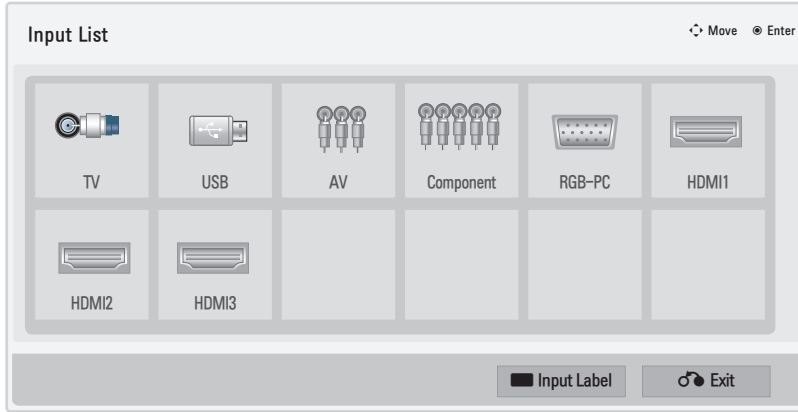 Input List
Move Enter
TV USB AV Component RGB-PC HDMI1
HDMI2 HDMI3
Input Label Exit